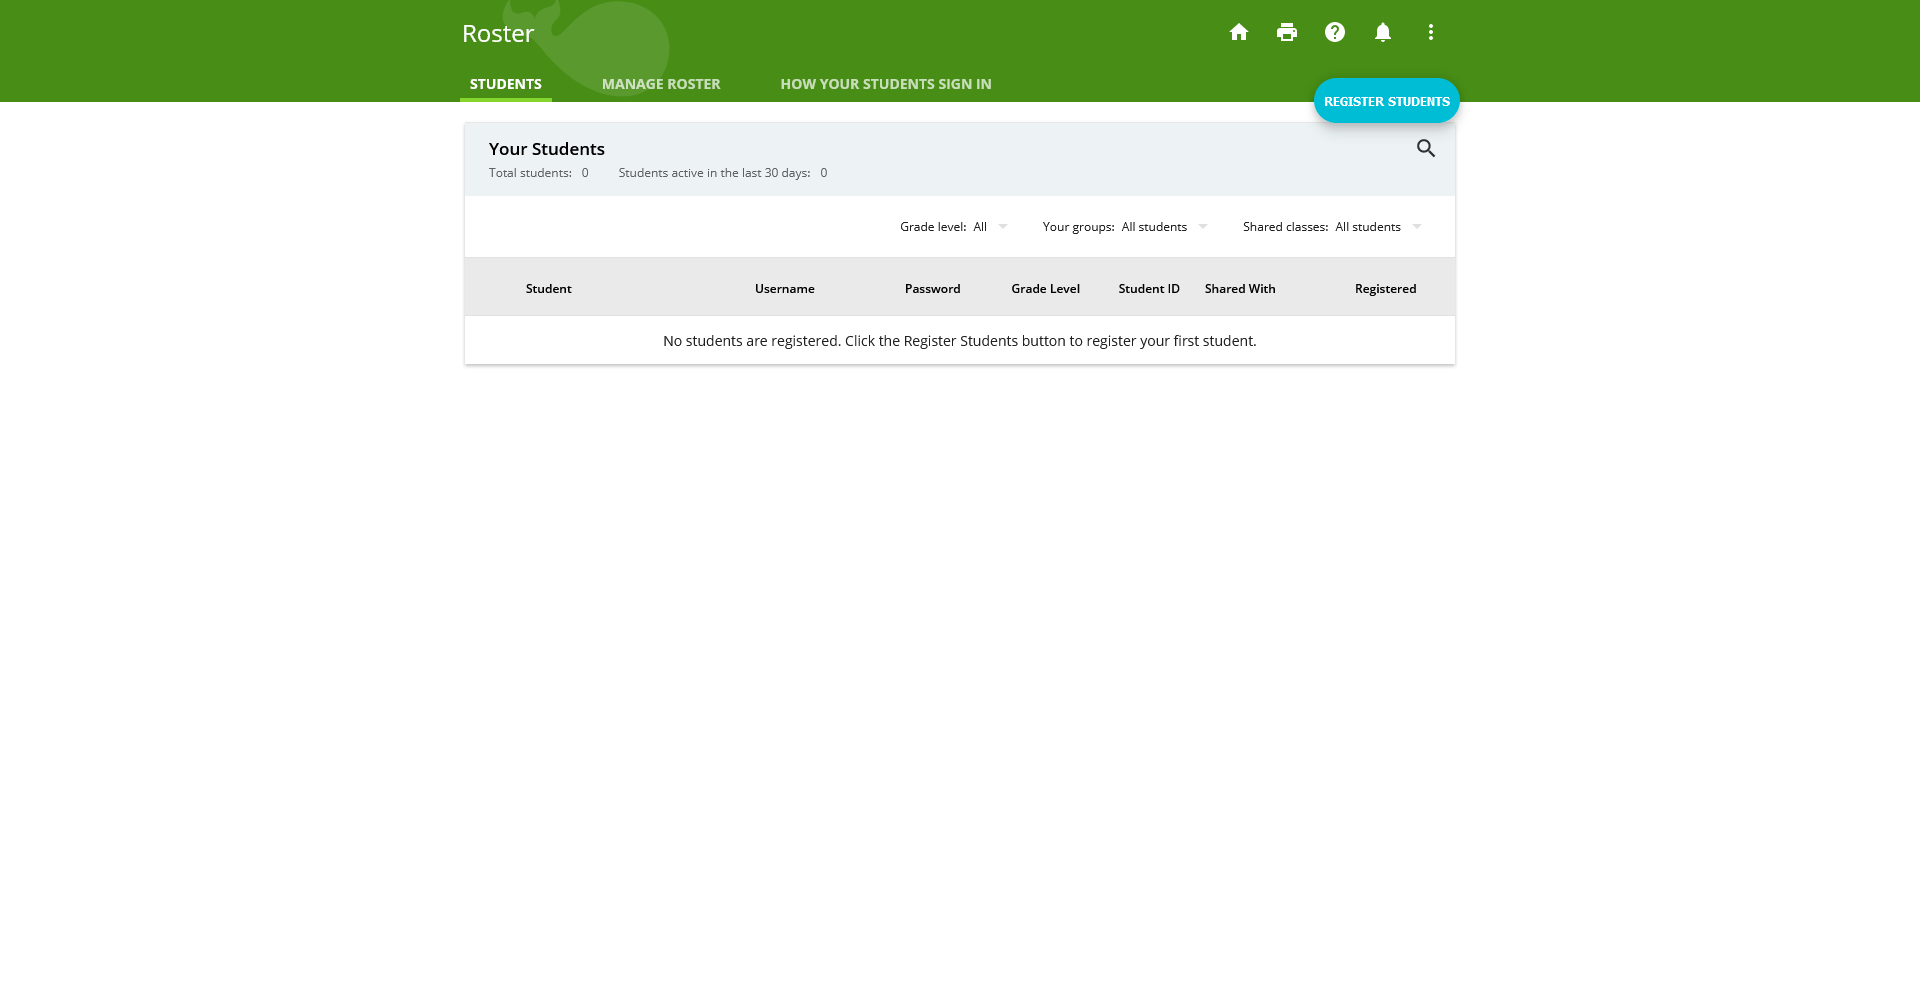 Roster
STUDENTS MANAGE ROSTER HOW YOUR STUDENTS SIGN IN
REGISTER STUDENTS
Your Students
Total students: 0 Students active in the last 30 days: 0
Grade level: All Your groups: All students Shared classes: All students
Student Username Password Grade Level Student ID Shared With Registered
No students are registered. Click the Register Students button to register your first student.